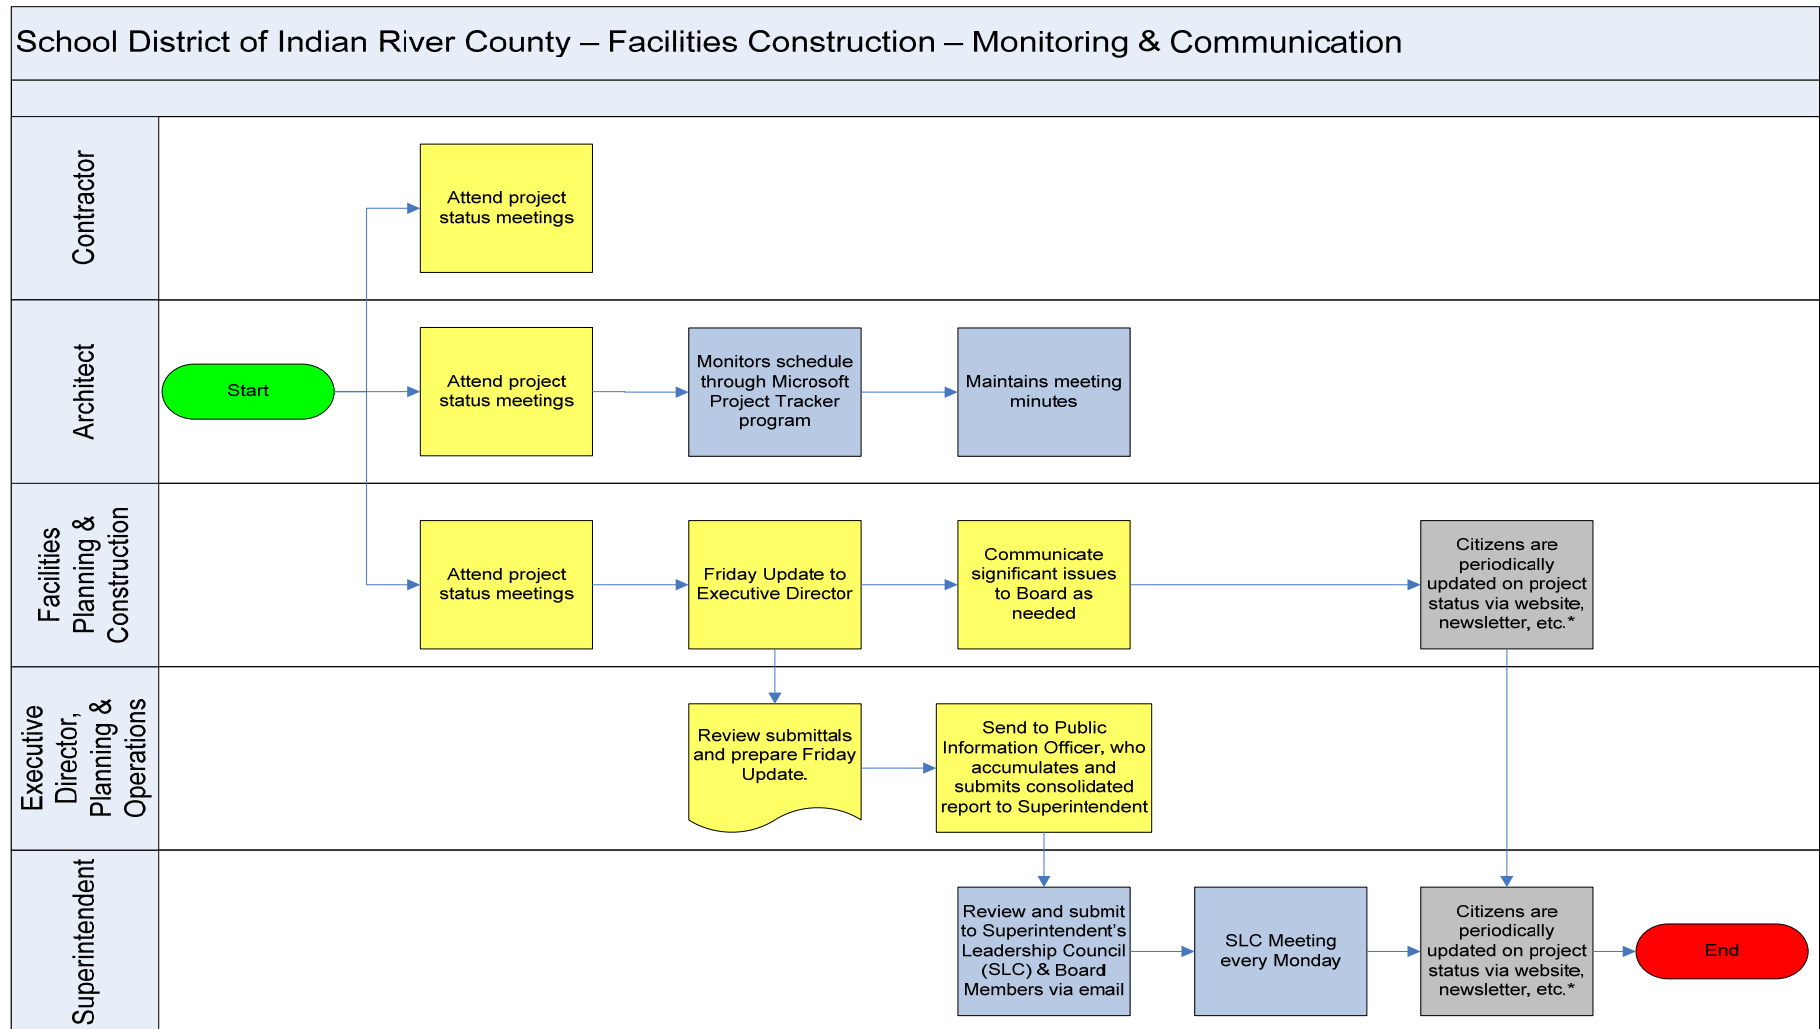 School District of Indian River County – Facilities Construction – Monitoring & Communication
Contractor
Attend project
status meetings
Architect
Start
Attend project
status meetings
Monitors schedule
through Microsoft
Project Tracker
program
Maintains meeting
minutes
Facilities
Planning &
Construction
Attend project
status meetings
Friday Update to
Executive Director
Communicate
significant issues
to Board as
needed
Citizens are
periodically
updated on project
status via website,
newsletter, etc.*
Executive
Director,
Planning &
Operations
Review submittals
and prepare Friday
Update.
Send to Public
Information Officer, who
accumulates and
submits consolidated
report to Superintendent
Superintendent
Review and submit
to Superintendent’s
Leadership Council
(SLC) & Board
Members via email
SLC Meeting
every Monday
Citizens are
periodically
updated on project
status via website,
newsletter, etc.*
End